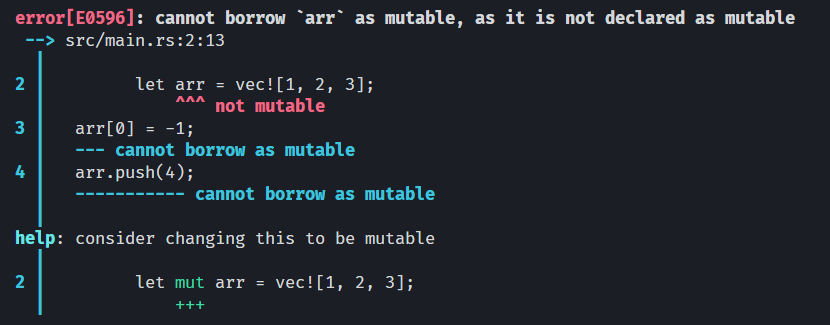 error[E0596]: cannot borrow `arr` as mutable, as it is not declared as mutable
 --> src/main.rs:2:13
  |
2 |         let arr = vec![1, 2, 3];
  |             ^^^ not mutable
3 |   arr[0] = -1;
  |   --- cannot borrow as mutable
4 |   arr.push(4);
  |   ----------- cannot borrow as mutable
  |
help: consider changing this to be mutable
  |
2 |         let mut arr = vec![1, 2, 3];
  |             +++